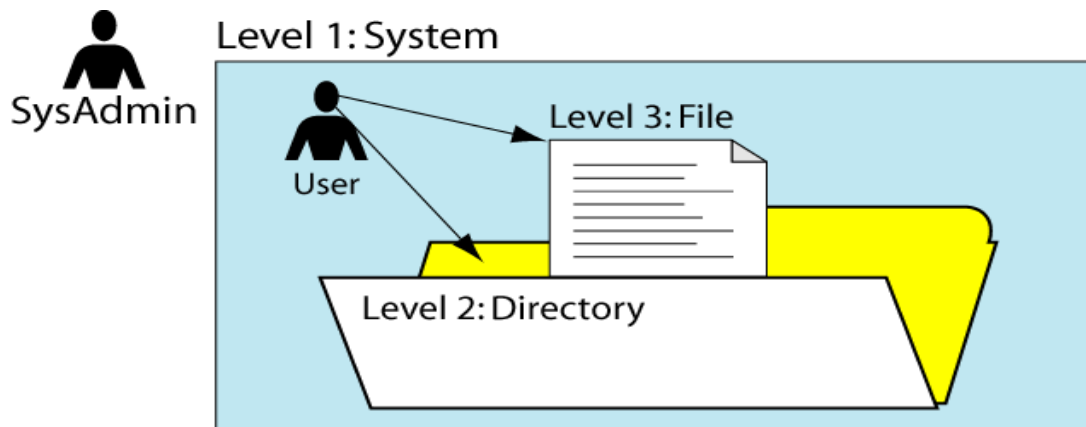 Level 1: System
SysAdmin
Level 3: File
User
Level 2: Directory